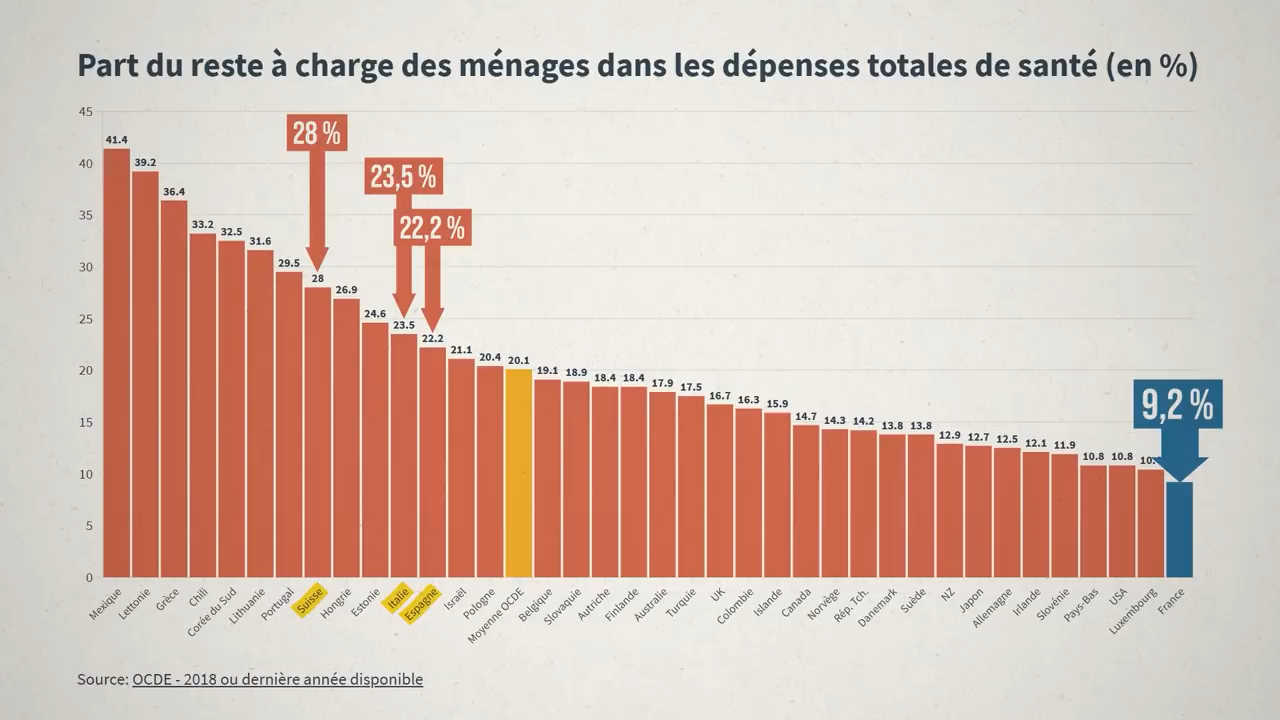 Part du reste à charge des ménages dans les dépenses totales de santé (en %)
45
40
35
30
25
20
15
10
5
0
28 %
23,5 %
22,2 %
9,2 %
41.4
39.2
36.4
33.2
32.5
31.6
29.5
28
26.9
24.6
23.5
22.2
21.1
20.4
20.1
19.1
18.9
18.4
18.4
17.9
17.5
16.7
16.3
15.9
14.7
14.3
14.2
13.8
13.8
12.9
12.7
12.5
12.1
11.9
10.8
10.8
Mexique
Lettonie
Grèce
Chili
Corée du Sud
Lithuanie
Portugal
Suisse
Hongrie
Estonie
Italie
Espagne
Israël
Pologne
Moyenne OCDE
Belgique
Slovaquie
Autriche
Finlande
Australie
Turquie
UK
Colombie
Islande
Canada
Norvège
Rép. Tch.
Danemark
Suède
NZ
Japon
Allemagne
Irlande
Slovénie
Pays-Bas
USA
Luxembourg
France
Source: OCDE - 2018 ou dernière année disponible